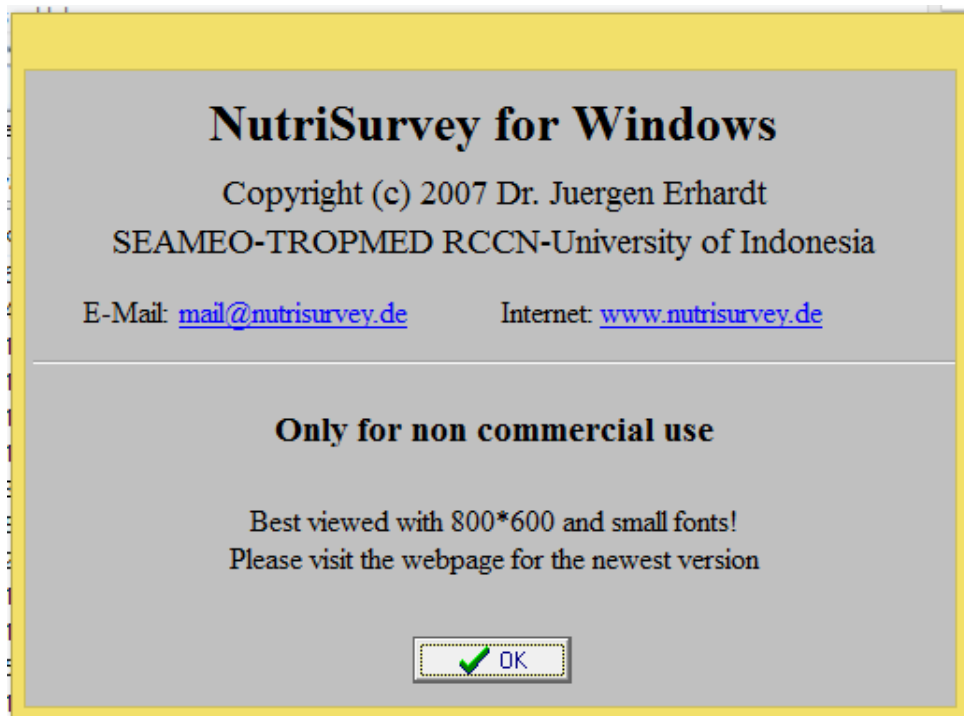 NutriSurvey for Windows
Copyright (c) 2007 Dr. Juergen Erhardt
SEAMEO-TROPMED RCCN-University of Indonesia
E-Mail: mail@nutrisurvey.de Internet: www.nutrisurvey.de
Only for non commercial use
Best viewed with 800*600 and small fonts!
Please visit the webpage for the newest version
OK